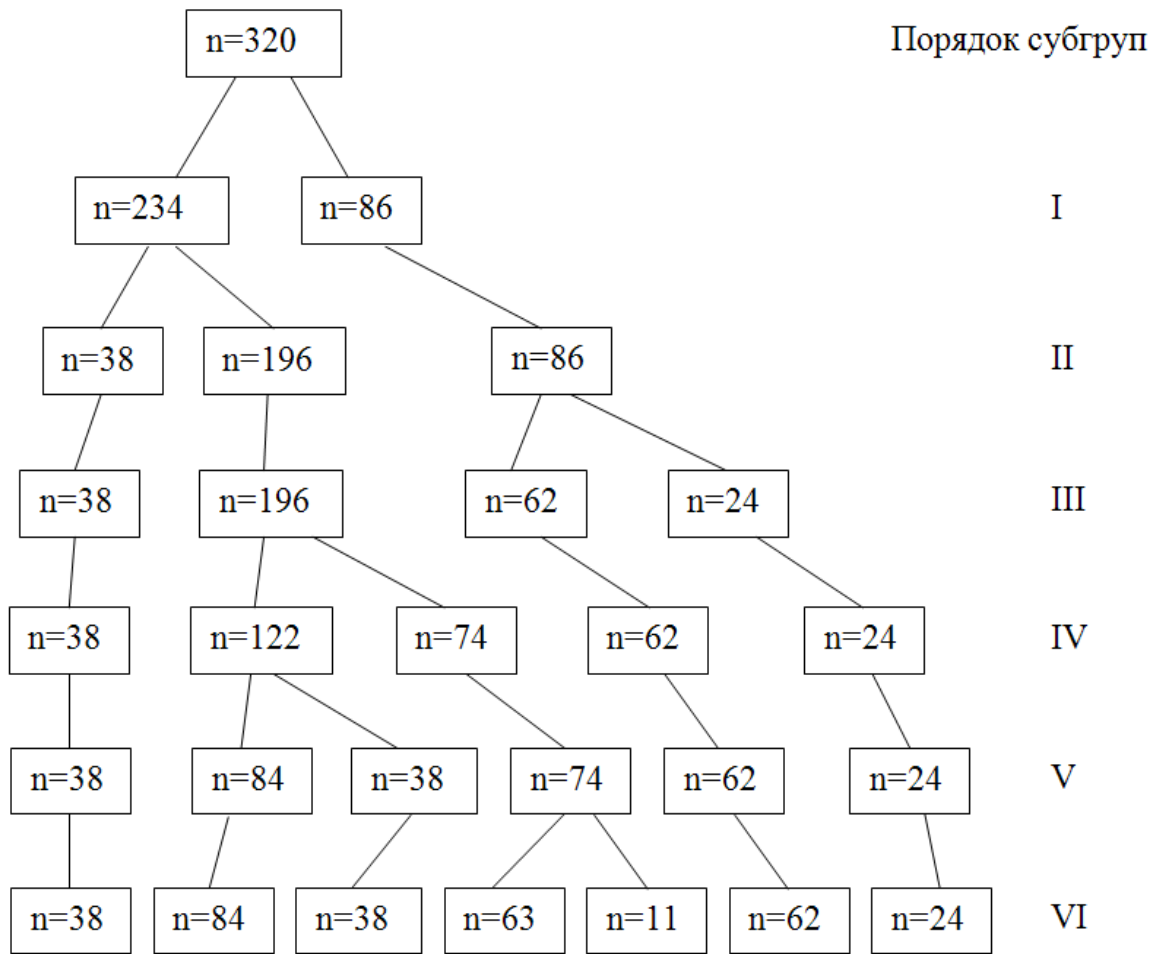 n=320 Порядок субгруп
n=234 n=86 I
n=38 n=196 n=86 II
n=38 n=196 n=62 n=24 III
n=38 n=122 n=74 n=62 n=24 IV
n=38 n=84 n=38 n=74 n=62 n=24 V
n=38 n=84 n=38 n=63 n=11 n=62 n=24 VI